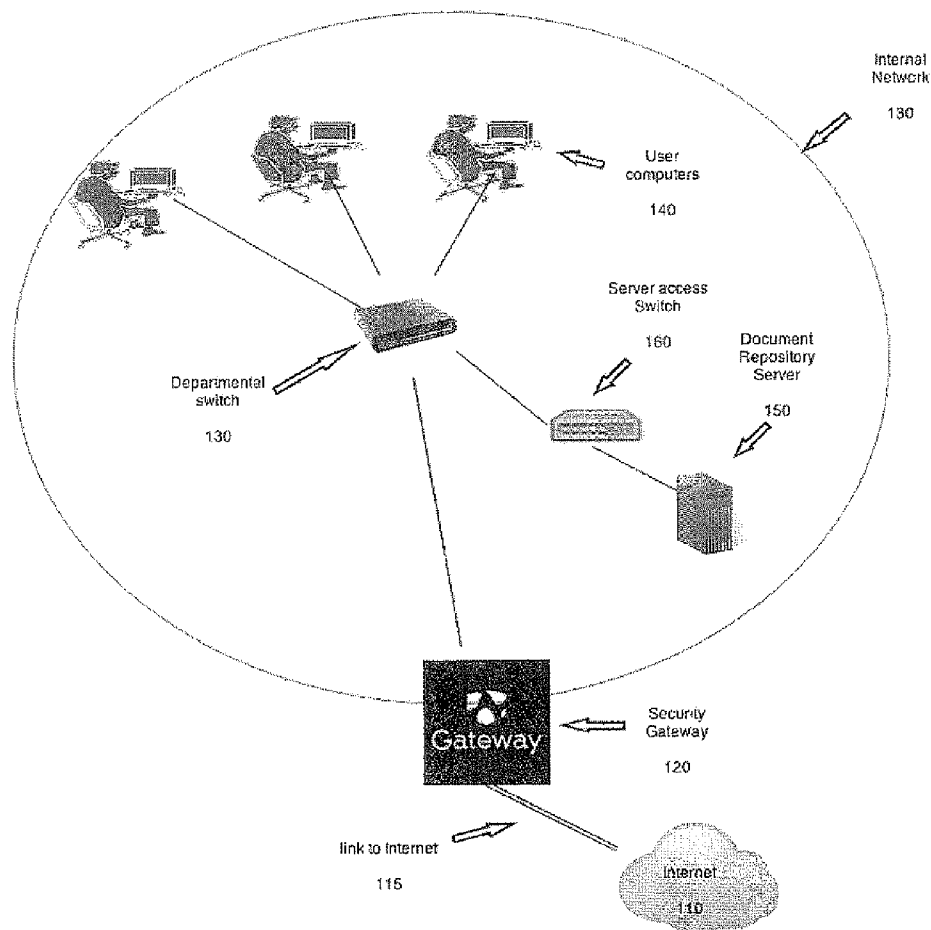 Internal
Network
130
User
computers
140
Server access
Switch
160
Document
Repository
Server
150
Departmental
switch
130
Gateway
Security
Gateway
120
link to Internet
115
Internet
110